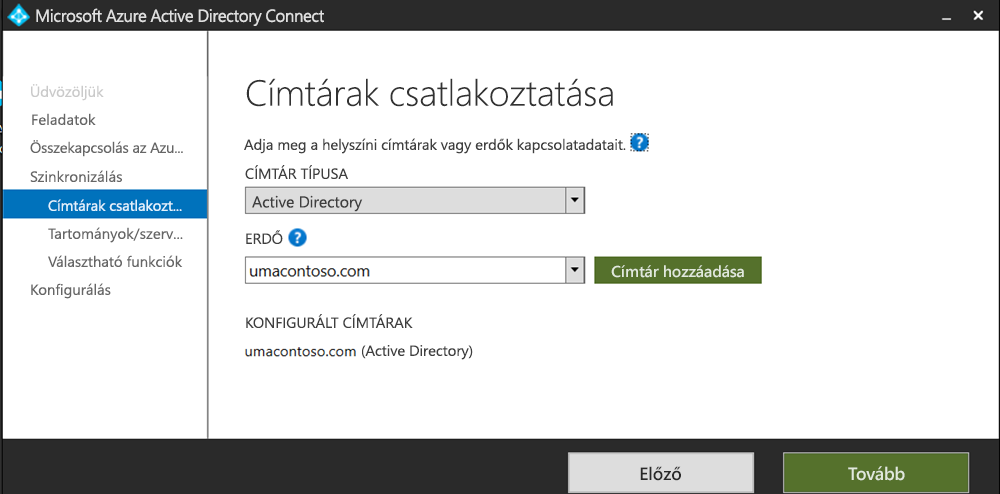 Microsoft Azure Active Directory Connect
Üdvözöljük
Feladatok
Összekapcsolás az Azu...
Szinkronizálás
Címtárak csatlakozt...
Tartományok/szerv...
Választható funkciók
Konfigurálás
Címtárak csatlakoztatása
Adja meg a helyszíni címtárak vagy erdők kapcsolatadatait. ?
CÍMTÁR TÍPUSA
Active Directory
ERDŐ ?
umacontoso.com
Címtár hozzáadása
KONFIGURÁLT CÍMTÁRAK
umacontoso.com (Active Directory)
Előző
Tovább